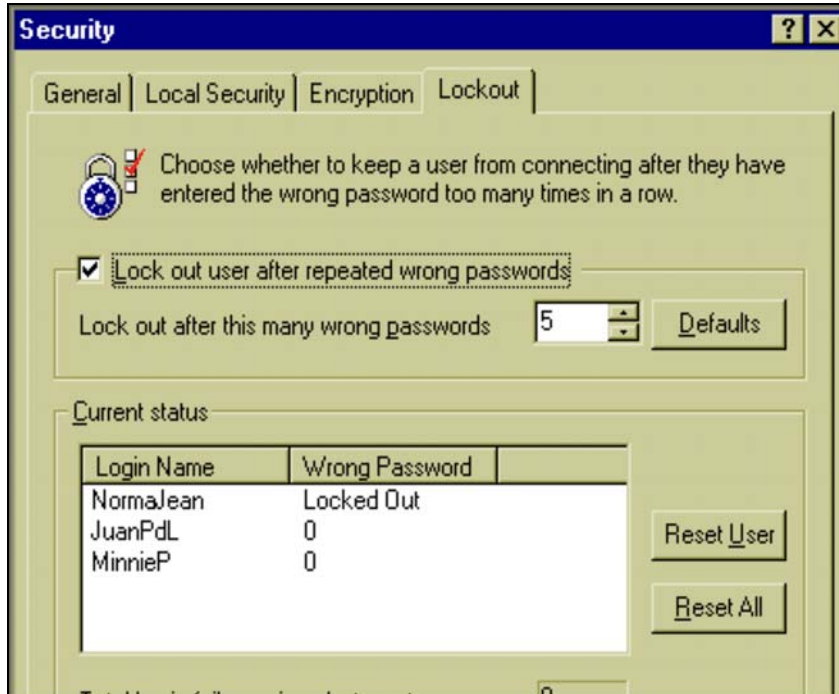 Security
General Local Security Encryption Lockout
Choose whether to keep a user from connecting after they have
entered the wrong password too many times in a row.
Lock out user after repeated wrong passwords
Lock out after this many wrong passwords 5 Defaults
Current status
Login Name Wrong Password
NormaJean Locked Out
JuanPdL 0
MinnieP 0
Reset User
Reset All